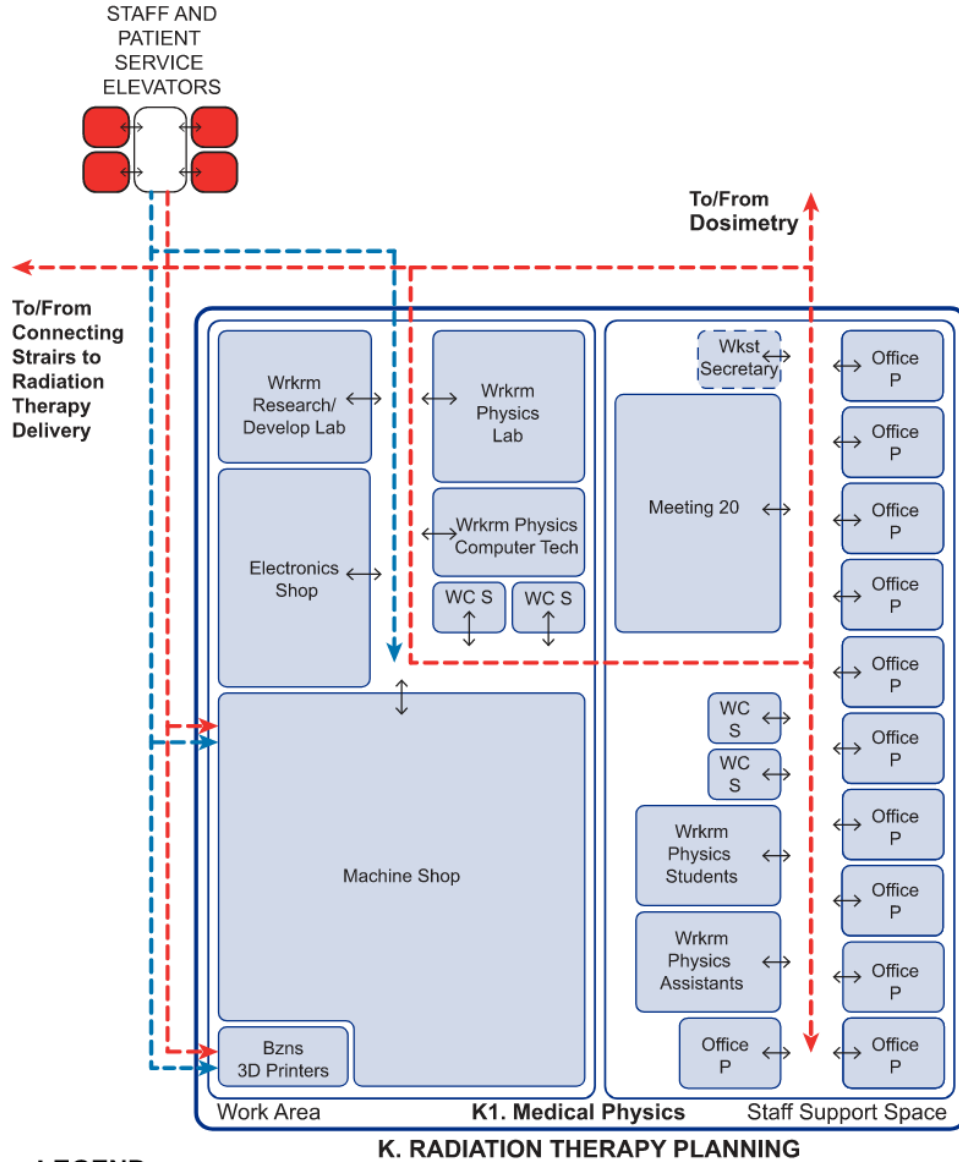 STAFF AND
PATIENT
SERVICE
ELEVATORS
To/From
Dosimetry
To/From
Connecting
Strairs to
Radiation
Therapy
Delivery
Wrkrm
Research/
Develop Lab
Wrkrm
Physics
Lab
Electronics
Shop
Wrkrm Physics
Computer Tech
WC S
WC S
Machine Shop
Bzns
3D Printers
Work Area
K1. Medical Physics
Wkst
Secretary
Meeting 20
WC
S
WC
S
Wrkrm
Physics
Students
Wrkrm
Physics
Assistants
Office
P
Office
P
Office
P
Office
P
Office
P
Office
P
Office
P
Office
P
Office
P
Office
P
Office
P
Staff Support Space
K. RADIATION THERAPY PLANNING